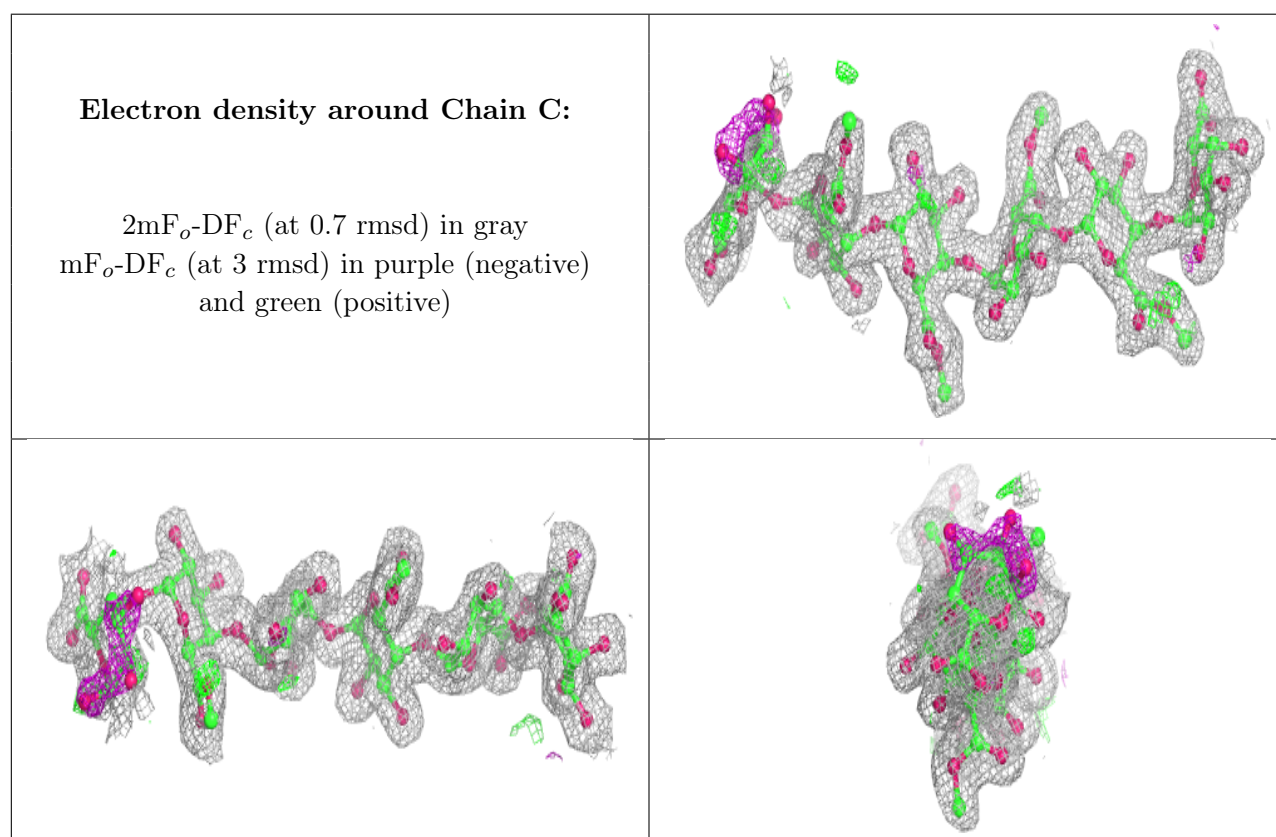 Electron density around Chain C:
2mFₒ-DF𝒸 (at 0.7 rmsd) in gray
mFₒ-DF𝒸 (at 3 rmsd) in purple (negative)
and green (positive)